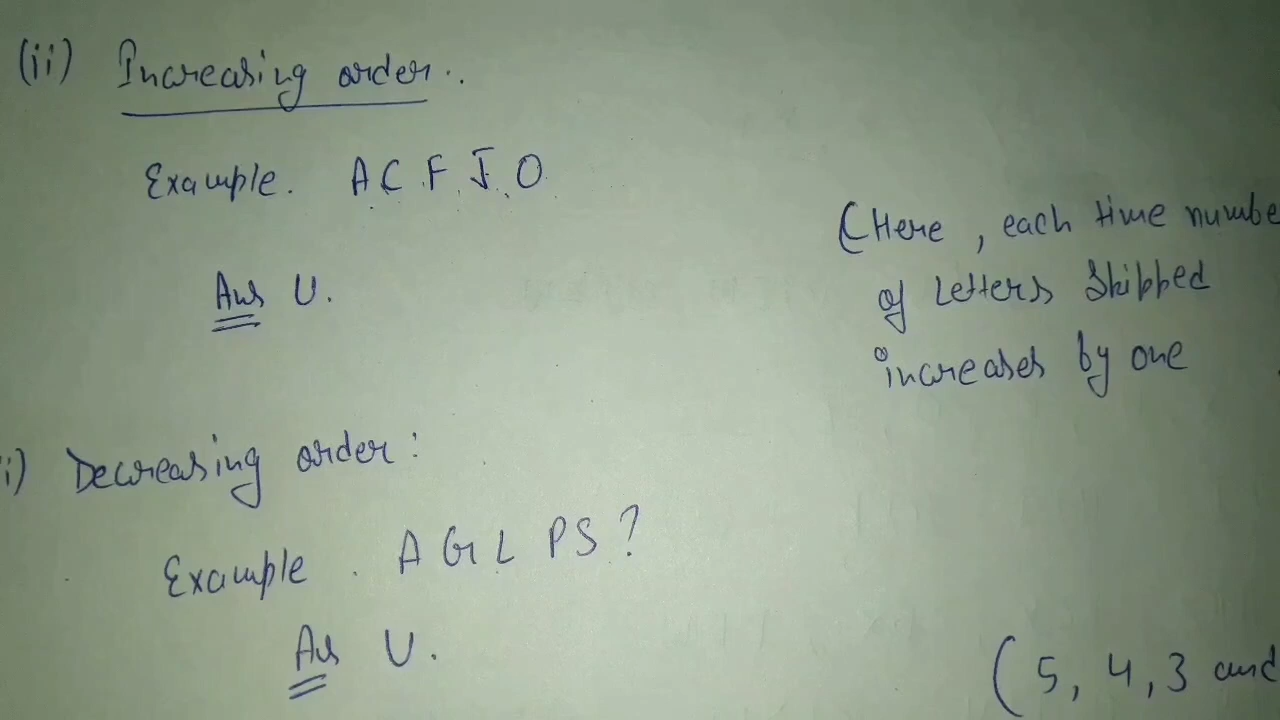 (ii) Increasing order..
Example. A C F J O
(Here, each time numbe
of Letters Skipped
increases by one
Ans U.
i) Decreasing order:
Example. A G L P S ?
Ans U.
(5, 4, 3 and